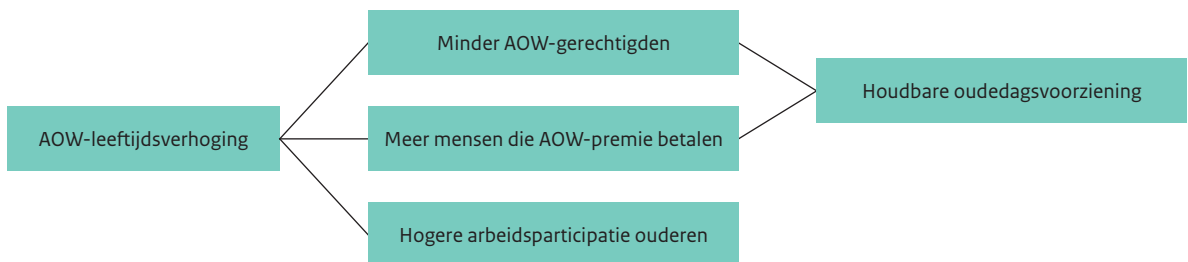 AOW-leeftijdsverhoging
Minder AOW-gerechtigden
Meer mensen die AOW-premie betalen
Hogere arbeidsparticipatie ouderen
Houdbare oudedagsvoorziening